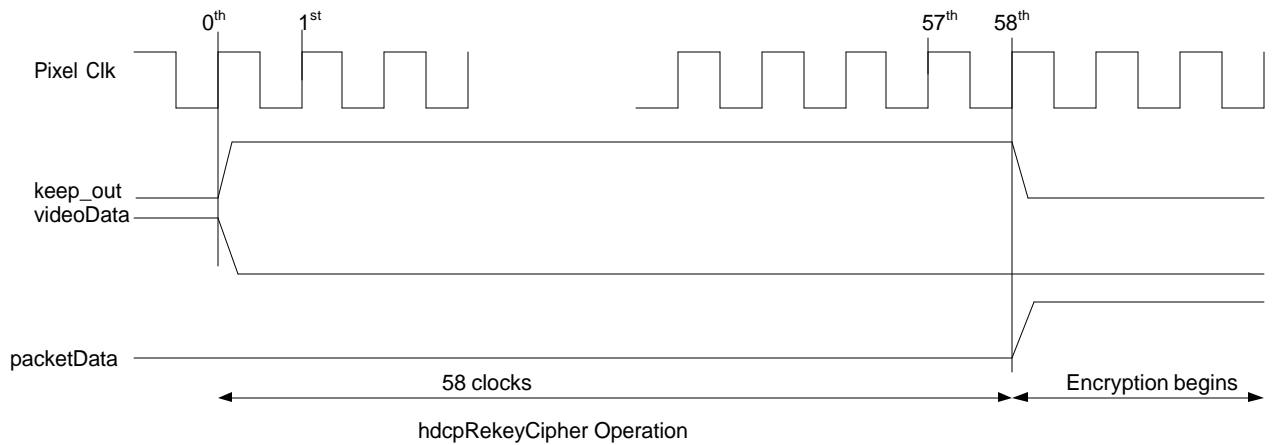 0th 1st 57th 58th
Pixel Clk
keep_out
videoData
packetData
58 clocks Encryption begins
hdcpRekeyCipher Operation